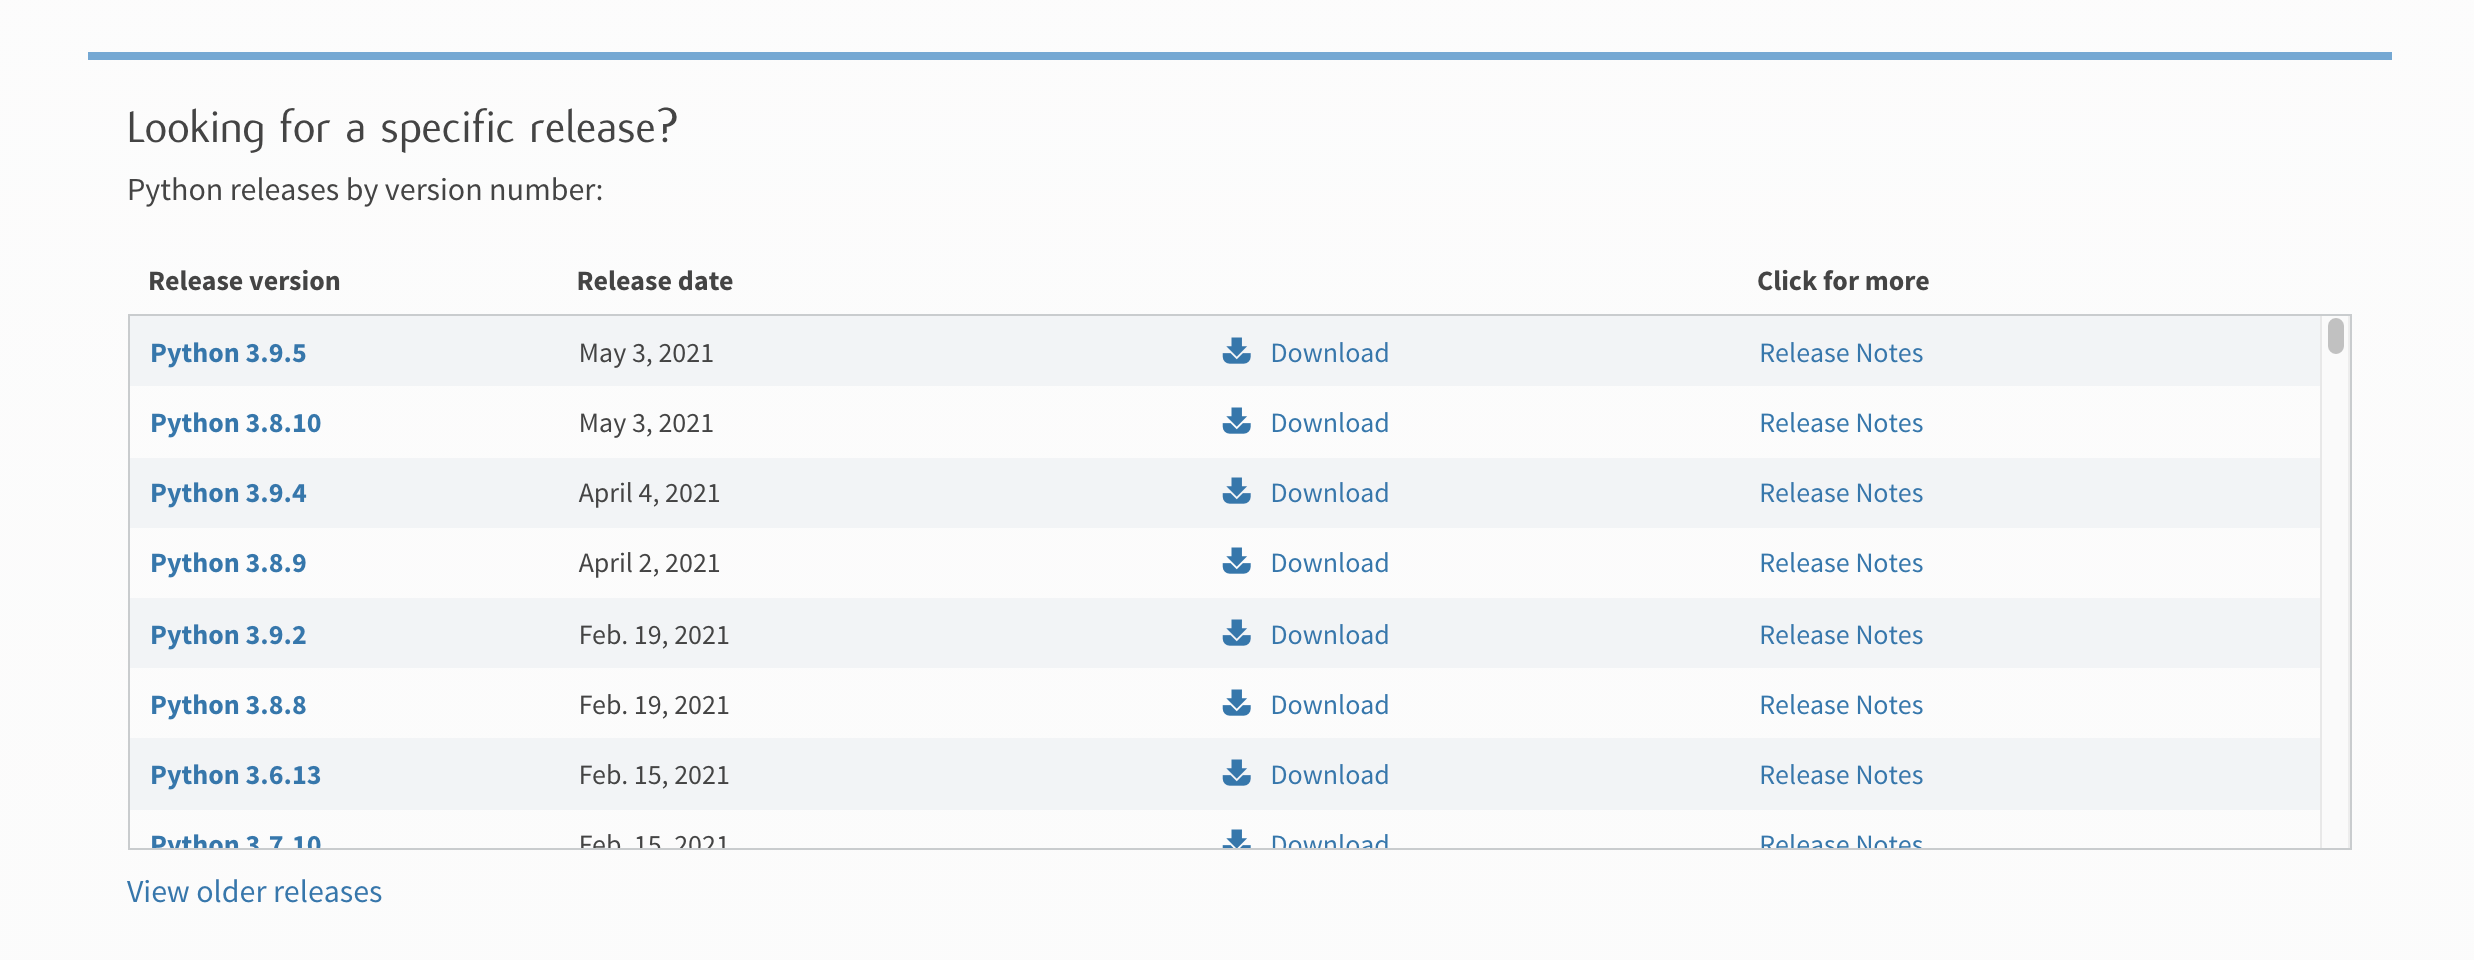 Looking for a specific release?
Python releases by version number:
Release version Release date Click for more
Python 3.9.5 May 3, 2021 Download Release Notes
Python 3.8.10 May 3, 2021 Download Release Notes
Python 3.9.4 April 4, 2021 Download Release Notes
Python 3.8.9 April 2, 2021 Download Release Notes
Python 3.9.2 Feb. 19, 2021 Download Release Notes
Python 3.8.8 Feb. 19, 2021 Download Release Notes
Python 3.6.13 Feb. 15, 2021 Download Release Notes
Python 3.7.10 Feb. 15, 2021 Download Release Notes
View older releases